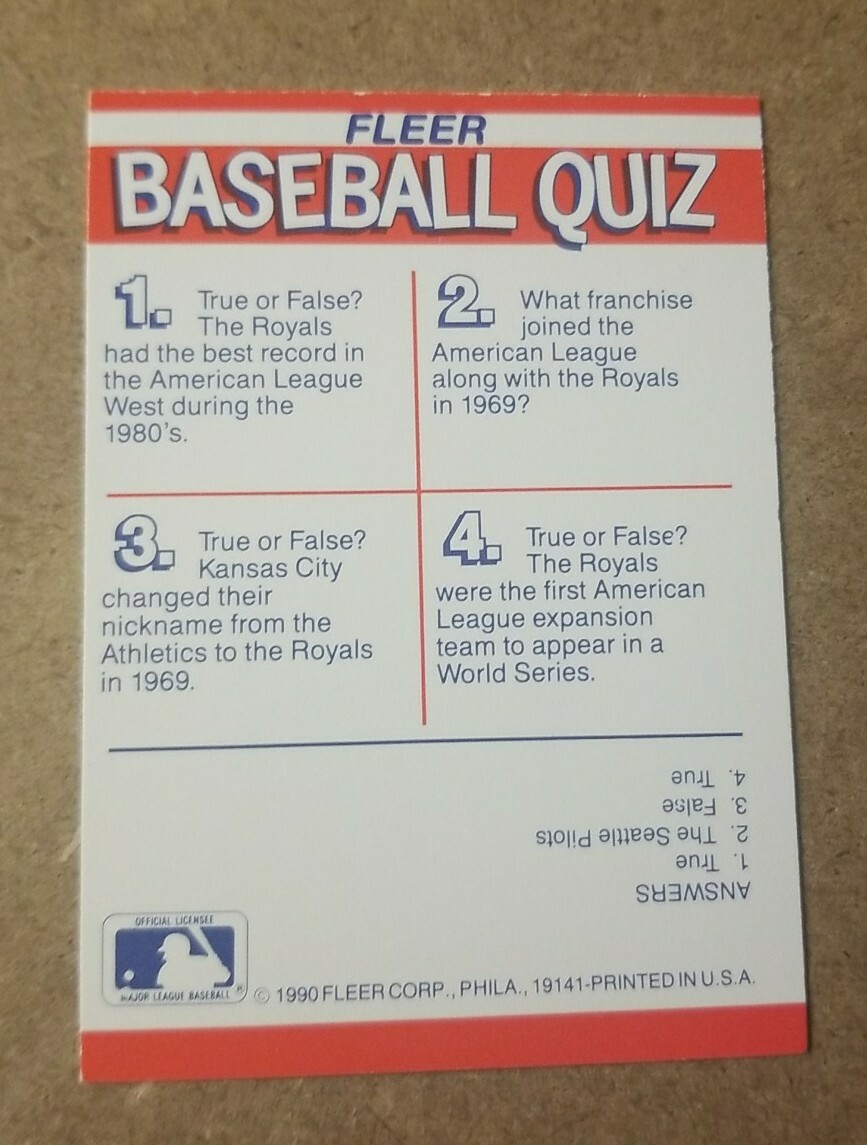 FLEER
BASEBALL QUIZ
1. True or False?
The Royals
had the best record in
the American League
West during the
1980's.
2. What franchise
joined the
American League
along with the Royals
in 1969?
3. True or False?
Kansas City
changed their
nickname from the
Athletics to the Royals
in 1969.
4. True or False?
The Royals
were the first American
League expansion
team to appear in a
World Series.
ANSWERS
1. True
2. The Seattle Pilots
3. False
4. True
OFFICIAL LICENSEE
MAJOR LEAGUE BASEBALL ®
© 1990 FLEER CORP., PHILA., 19141-PRINTED IN U.S.A.